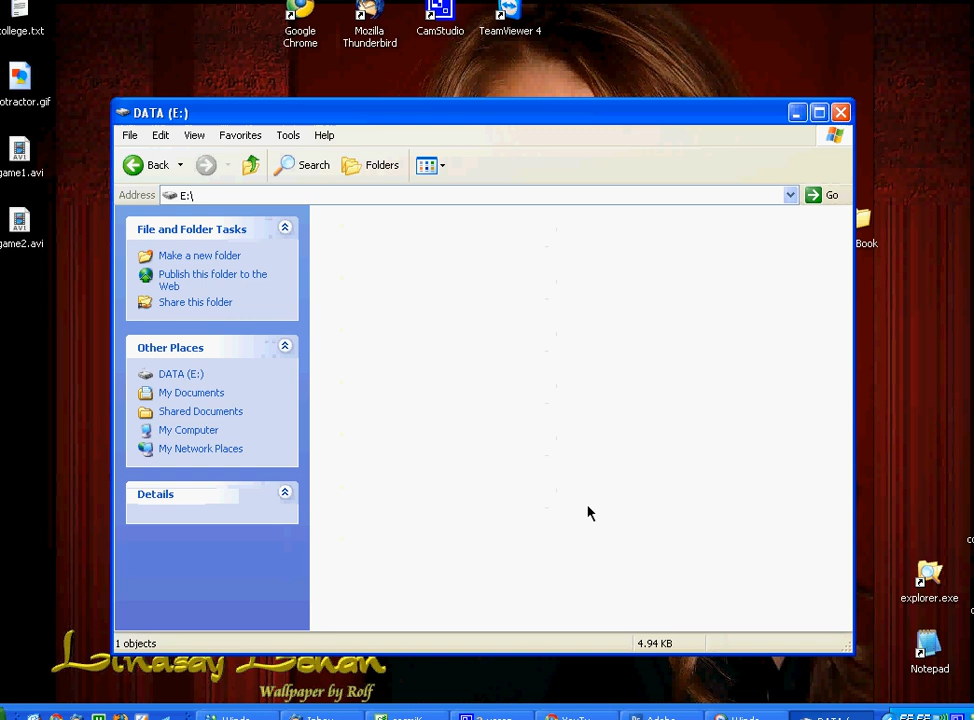 college.txt
Google Chrome
Mozilla Thunderbird
CamStudio
TeamViewer 4
otractor.gif
game1.avi
game2.avi
DATA (E:)
File Edit View Favorites Tools Help
Back Search Folders
Address E:\ Go
File and Folder Tasks
Make a new folder
Publish this folder to the
Web
Share this folder
Book
Other Places
DATA (E:)
My Documents
Shared Documents
My Computer
My Network Places
Details
explorer.exe
1 objects 4.94 KB
Notepad
Wallpaper by Rolf